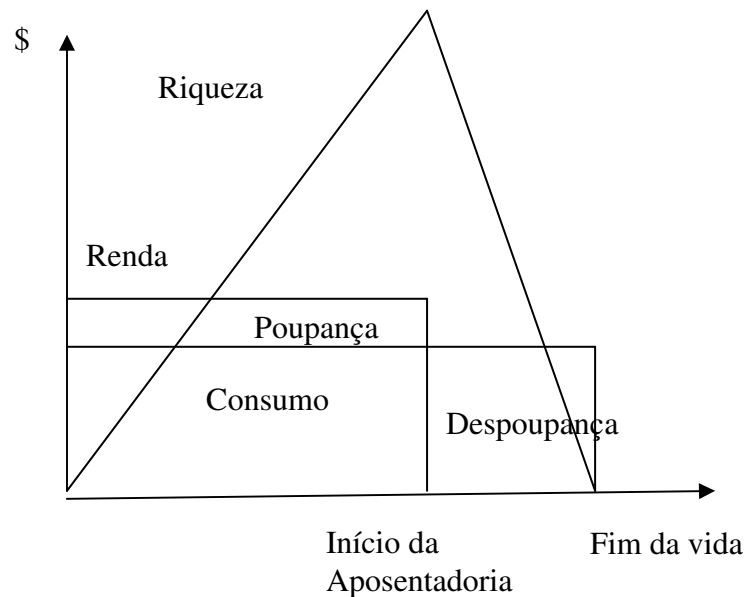 $
Riqueza
Renda
Poupança
Consumo
Despoupança
Início da
Aposentadoria
Fim da vida